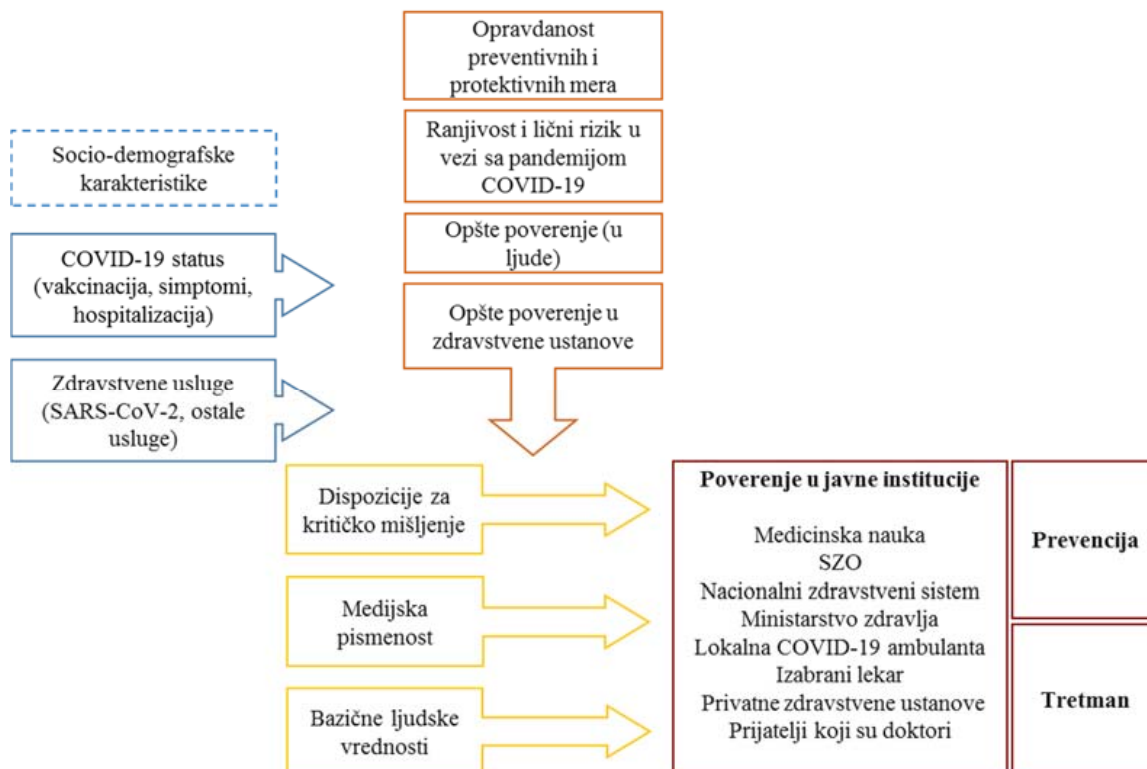 Opravdanost
preventivnih i
protektivnih mera
Ranjivost i lični rizik u
vezi sa pandemijom
COVID-19
Opšte poverenje (u
ljude)
Opšte poverenje u
zdravstvene ustanove
Socio-demografske
karakteristike
COVID-19 status
(vakcinacija, simptomi,
hospitalizacija)
Zdravstvene usluge
(SARS-CoV-2, ostale
usluge)
Dispozicije za
kritičko mišljenje
Medijska
pismenost
Bazične ljudske
vrednosti
Poverenje u javne institucije
Medicinska nauka
SZO
Nacionalni zdravstveni sistem
Ministarstvo zdravlja
Lokalna COVID-19 ambulanta
Izabrani lekar
Privatne zdravstvene ustanove
Prijatelji koji su doktori
Prevencija
Tretman